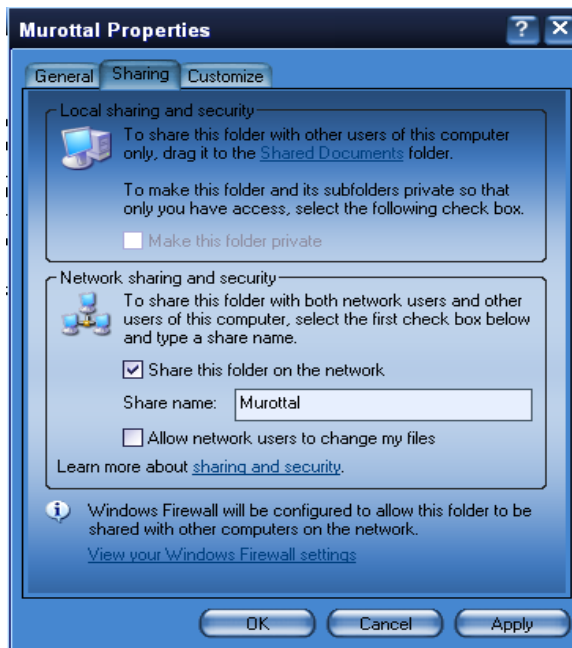 Murottal Properties
General Sharing Customize
Local sharing and security
To share this folder with other users of this computer
only, drag it to the Shared Documents folder.
To make this folder and its subfolders private so that
only you have access, select the following check box.
Make this folder private
Network sharing and security
To share this folder with both network users and other
users of this computer, select the first check box below
and type a share name.
Share this folder on the network
Share name: Murottal
Allow network users to change my files
Learn more about sharing and security.
Windows Firewall will be configured to allow this folder to be
shared with other computers on the network.
View your Windows Firewall settings
OK Cancel Apply